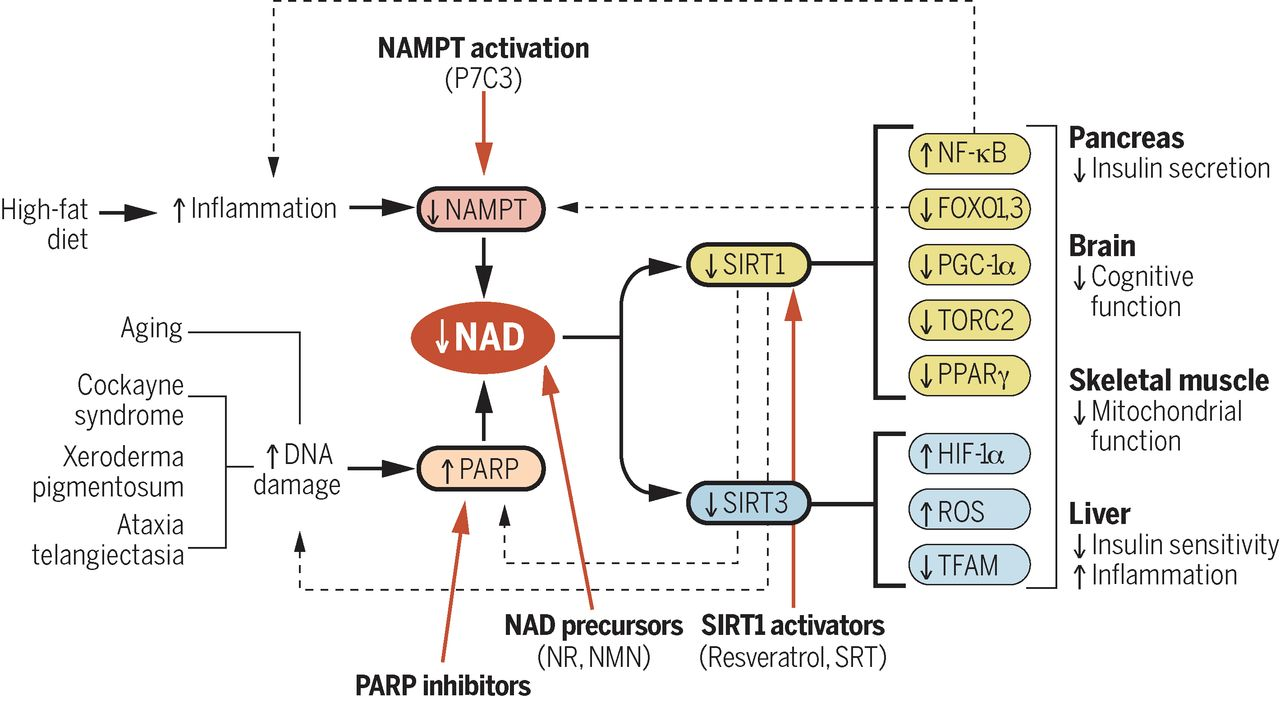 NAMPT activation
(P7C3)
High-fat
diet
↑ Inflammation
↓ NAMPT
↓ NAD
Aging
Cockayne
syndrome
Xeroderma
pigmentosum
Ataxia
telangiectasia
↑ DNA
damage
↑ PARP
↓ SIRT1
↓ SIRT3
↑ NF-κB
↓ FOXO1,3
↓ PGC-1α
↓ TORC2
↓ PPARγ
↑ HIF-1α
↑ ROS
↓ TFAM
Pancreas
↓ Insulin secretion
Brain
↓ Cognitive
function
Skeletal muscle
↓ Mitochondrial
function
Liver
↓ Insulin sensitivity
↑ Inflammation
PARP inhibitors
NAD precursors
(NR, NMN)
SIRT1 activators
(Resveratrol, SRT)